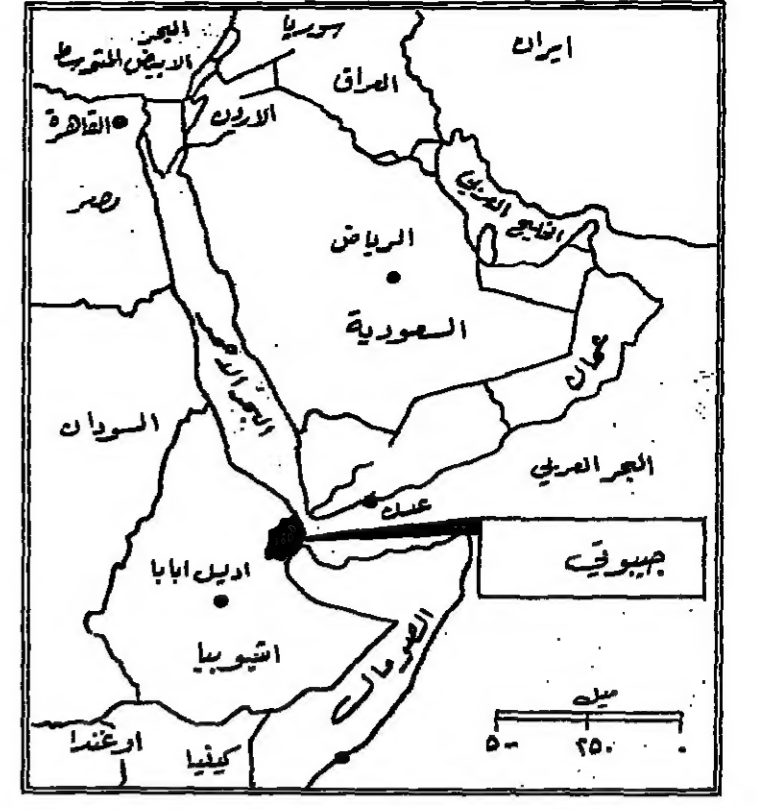 البحر
الابيض المتوسط
سوريا
ايران
العراق
القاهرة
الاردن
مصر
الخليج العربي
الرياض
السعودية
عمان
البحر الاحمر
السودان
البحر العربي
عدن
جيبوتي
اديس ابابا
اثيوبيا
الصومال
ميل
٥٠٠ ٢٥٠ ٠
اوغندا
كينيا